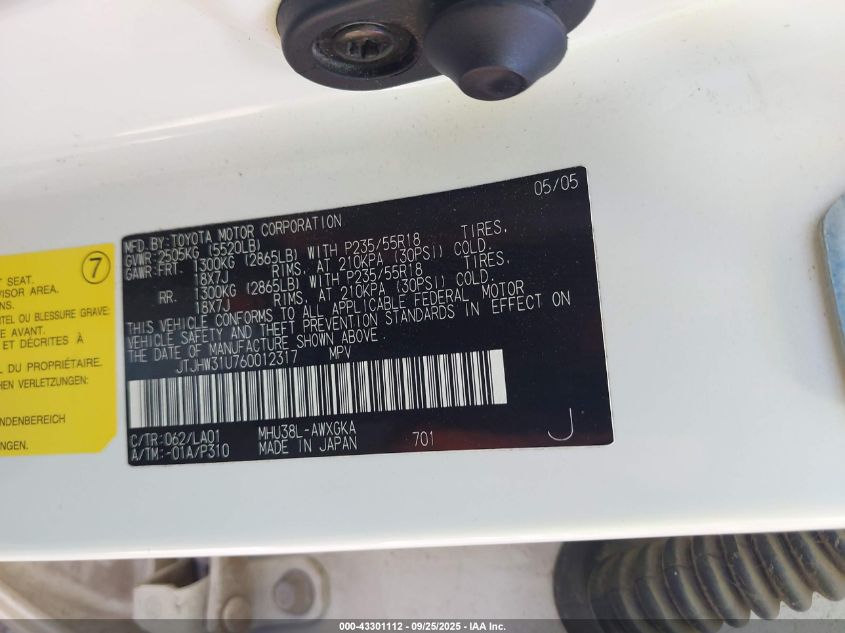 7
T SEAT.
VISOR AREA.
NS.
TEL OU BLESSURE GRAVE:
E AVANT.
ET DÉCRITES À
E PROPRIÉTAIRE.
HER VERLETZUNGEN.
NDENBEREICH
UNGEN.
05/05
MFD.BY:TOYOTA MOTOR CORPORATION
GVWR:2505KG (5520LB)
GAWR:FRT. 1300KG (2865LB) WITH P235/55R18 TIRES,
18X7J RIMS, AT 210KPA (30PSI) COLD.
RR. 1300KG (2865LB) WITH P235/55R18 TIRES,
18X7J RIMS, AT 210KPA (30PSI) COLD.
THIS VEHICLE CONFORMS TO ALL APPLICABLE FEDERAL MOTOR
VEHICLE SAFETY AND THEFT PREVENTION STANDARDS IN EFFECT ON
THE DATE OF MANUFACTURE SHOWN ABOVE.
JTJHW31U760012317 MPV
C/TR:062/LA01 MHU38L-AWXGKA
A/TM:-01A/P310 MADE IN JAPAN 701 J
000-43301112 - 09/25/2025 - IAA Inc.